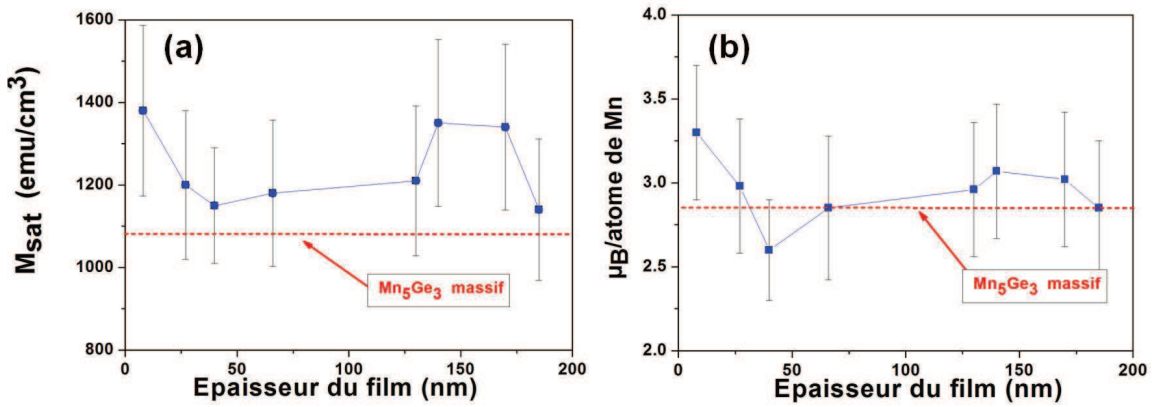 (a)
Msat (emu/cm³)
1600
1400
1200
1000
800
Mn₅Ge₃ massif
0
50
100
150
200
Epaisseur du film (nm)
(b)
μB/atome de Mn
4.0
3.5
3.0
2.5
2.0
Mn₅Ge₃ massif
0
50
100
150
200
Epaisseur du film (nm)